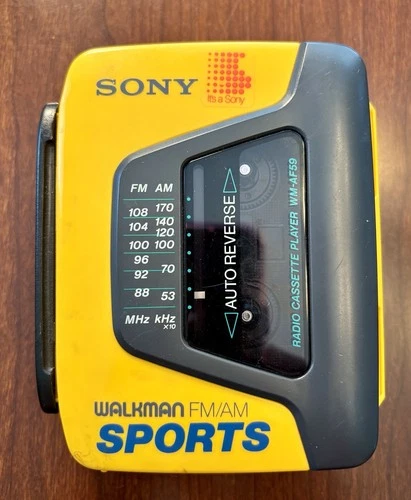 SONY
It's a Sony
FM AM
108 170
104 140
120
100 100
96
92 70
88 53
MHz kHz
X10
◁ AUTO REVERSE ▷
RADIO CASSETTE PLAYER WM-AF59
WALKMAN FM/AM
SPORTS